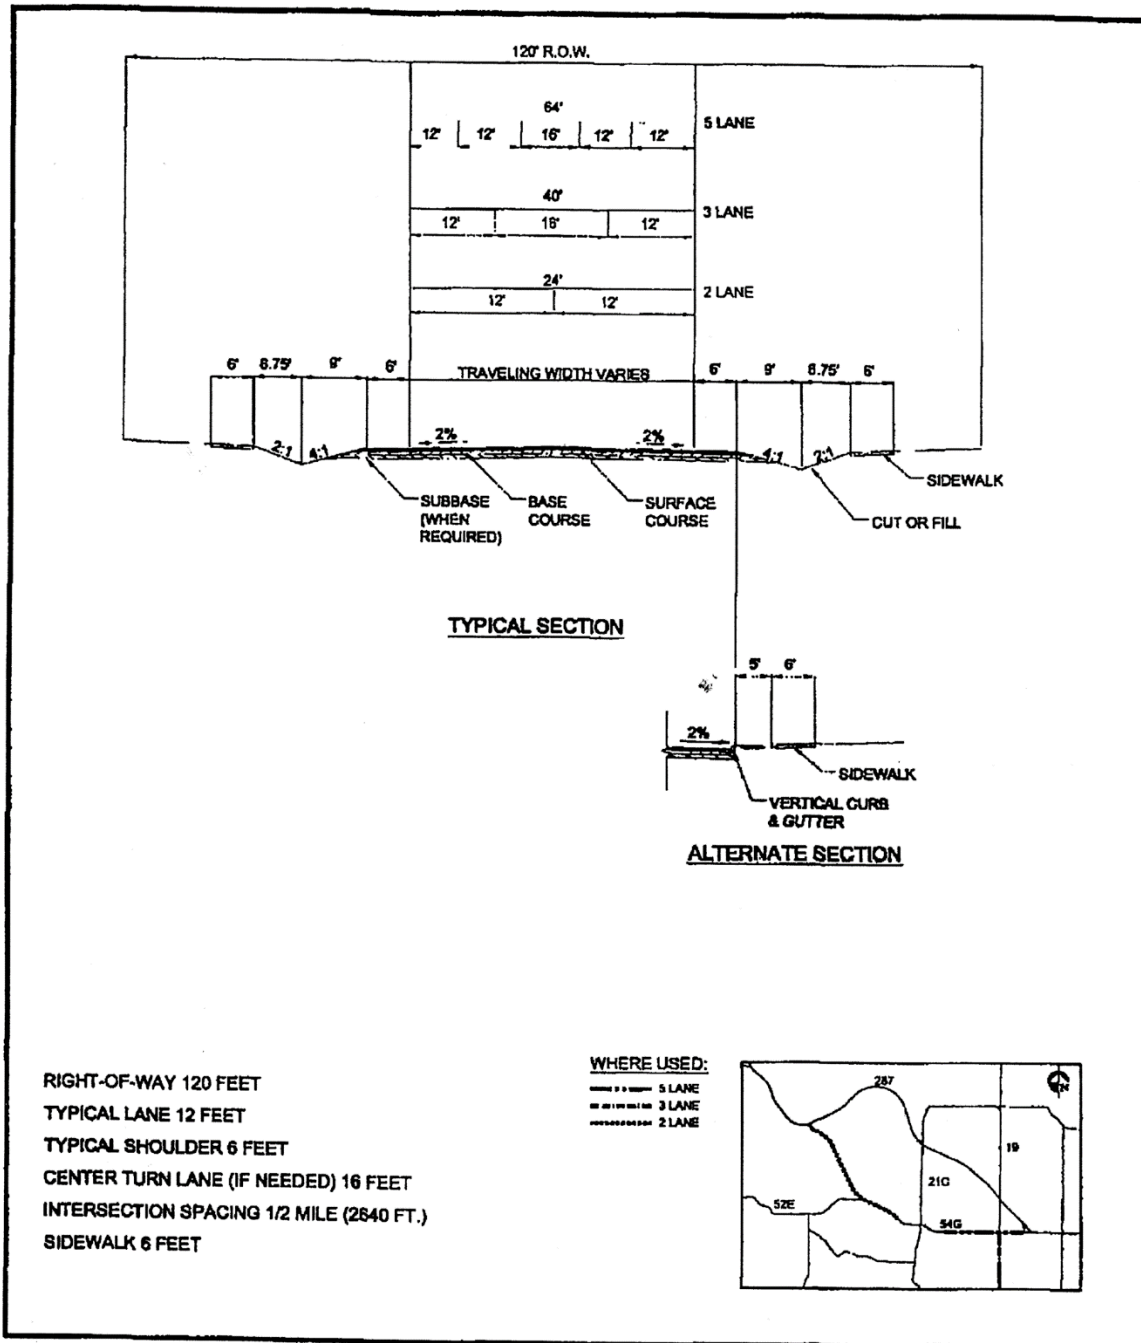 120' R.O.W.
64'
12' 12' 16' 12' 12'
5 LANE
40'
12' 16' 12'
3 LANE
24'
12' 12'
2 LANE
6' 8.75' 9' 6' TRAVELING WIDTH VARIES 6' 9' 8.75' 6'
2% 2%
2:1 4:1 4:1 2:1
SIDEWALK
SUBBASE
(WHEN
REQUIRED)
BASE
COURSE
SURFACE
COURSE
CUT OR FILL
TYPICAL SECTION
5' 6'
2%
SIDEWALK
VERTICAL CURB
& GUTTER
ALTERNATE SECTION
RIGHT-OF-WAY 120 FEET
TYPICAL LANE 12 FEET
TYPICAL SHOULDER 6 FEET
CENTER TURN LANE (IF NEEDED) 16 FEET
INTERSECTION SPACING 1/2 MILE (2640 FT.)
SIDEWALK 6 FEET
WHERE USED:
5 LANE
3 LANE
2 LANE
287
19
21C
52E
54G